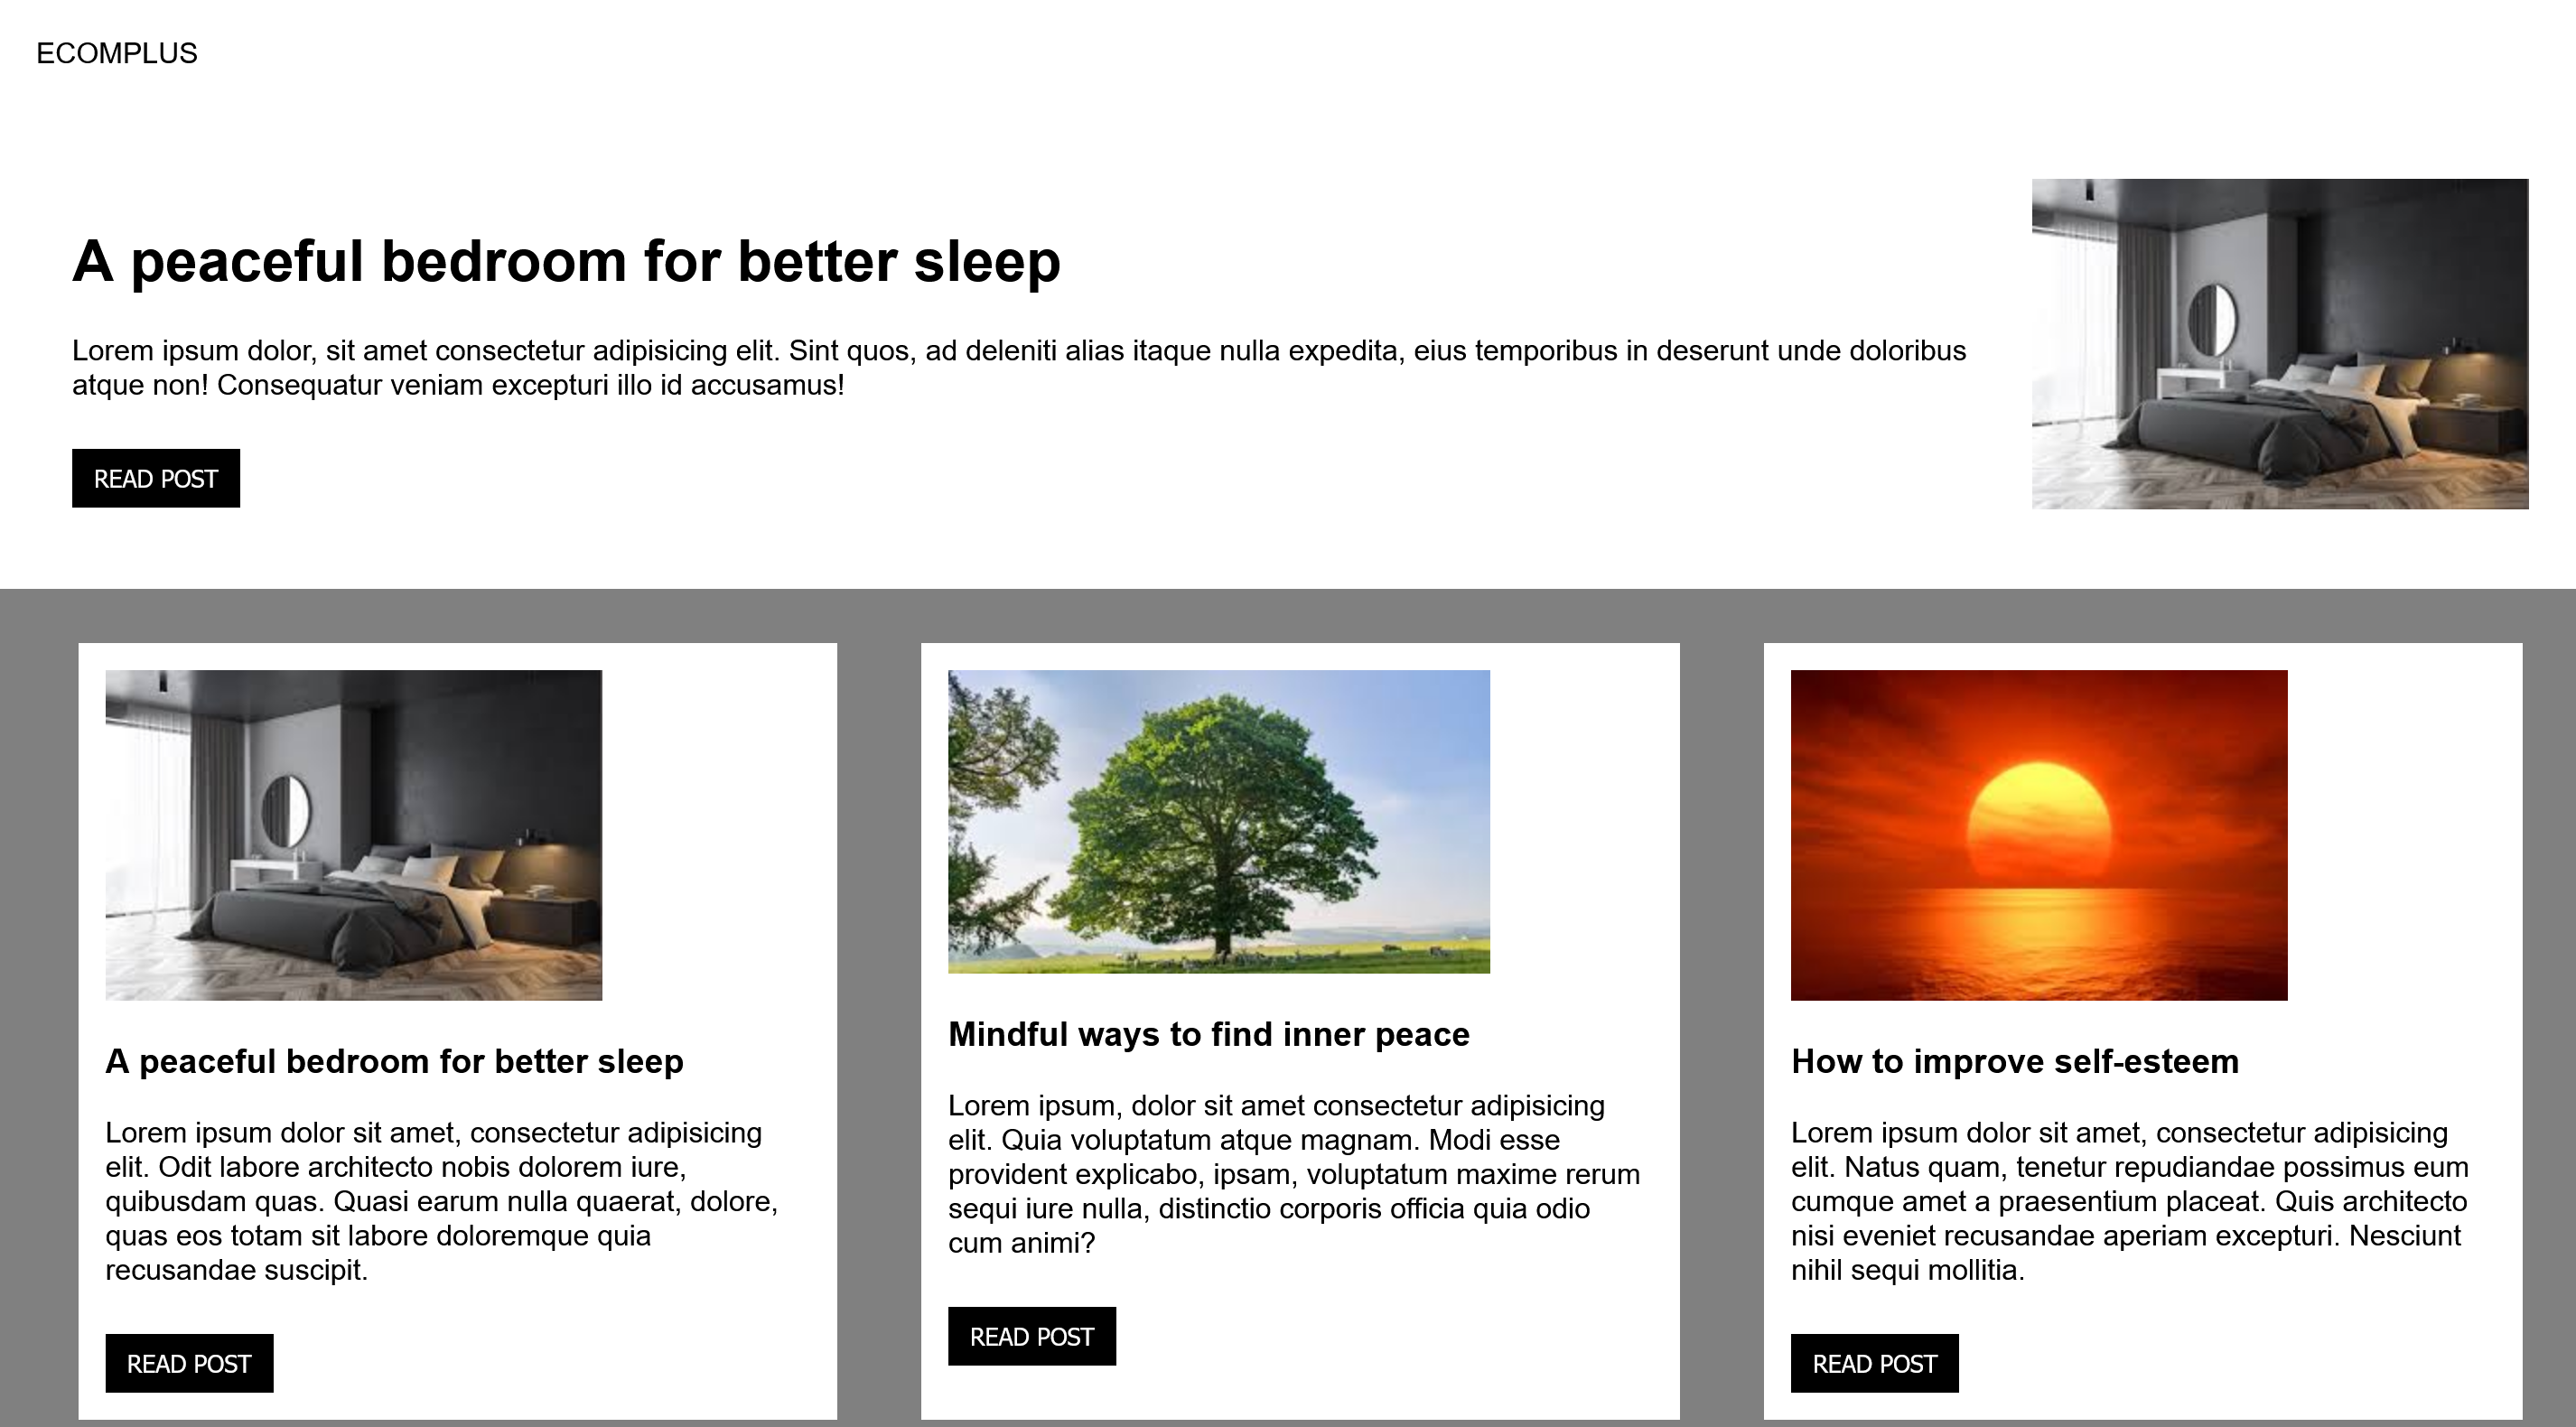 ECOMPLUS
A peaceful bedroom for better sleep
Lorem ipsum dolor, sit amet consectetur adipisicing elit. Sint quos, ad deleniti alias itaque nulla expedita, eius temporibus in deserunt unde doloribus
atque non! Consequatur veniam excepturi illo id accusamus!
READ POST
A peaceful bedroom for better sleep
Lorem ipsum dolor sit amet, consectetur adipisicing
elit. Odit labore architecto nobis dolorem iure,
quibusdam quas. Quasi earum nulla quaerat, dolore,
quas eos totam sit labore doloremque quia
recusandae suscipit.
READ POST
Mindful ways to find inner peace
Lorem ipsum, dolor sit amet consectetur adipisicing
elit. Quia voluptatum atque magnam. Modi esse
provident explicabo, ipsam, voluptatum maxime rerum
sequi iure nulla, distinctio corporis officia quia odio
cum animi?
READ POST
How to improve self-esteem
Lorem ipsum dolor sit amet, consectetur adipisicing
elit. Natus quam, tenetur repudiandae possimus eum
cumque amet a praesentium placeat. Quis architecto
nisi eveniet recusandae aperiam excepturi. Nesciunt
nihil sequi mollitia.
READ POST